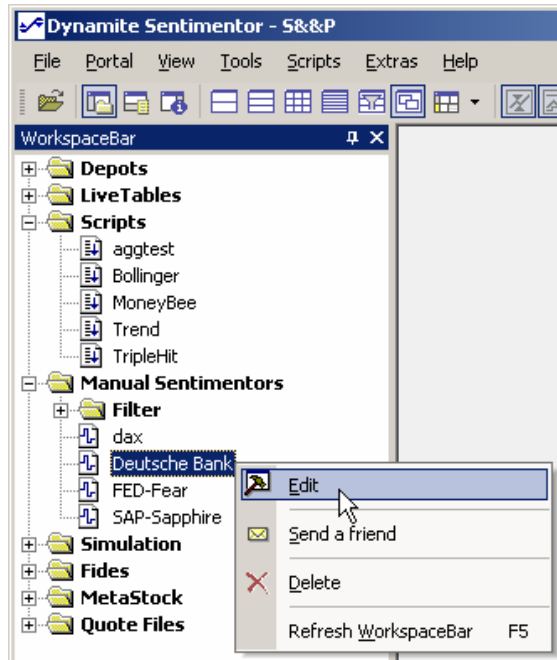 Dynamite Sentimentor - S&&P
File Portal View Tools Scripts Extras Help
WorkspaceBar
Depots
LiveTables
Scripts
aggtest
Bollinger
MoneyBee
Trend
TripleHit
Manual Sentimentors
Filter
dax
Deutsche Bank
Edit
FED-Fear
SAP-Sapphire
Send a friend
Simulation
Fides
Delete
MetaStock
Quote Files
Refresh WorkspaceBar F5